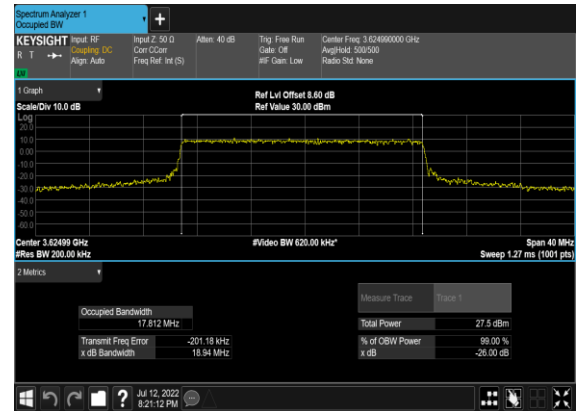 Spectrum Analyzer 1
Occupied BW
+
KEYSIGHT Input: RF Input Z: 50 Ω Atten: 40 dB Trig: Free Run Center Freq: 3.624990000 GHz
R T Coupling: DC Corr CCorr Gate: Off Avg|Hold: 500/500
Align: Auto Freq Ref: Int (S) #IF Gain: Low Radio Std: None
1 Graph
Ref Lvl Offset 8.60 dB
Scale/Div 10.0 dB Ref Value 30.00 dBm
Log
20.0
10.0
0.00
-10.0
-20.0
-30.0
-40.0
-50.0
-60.0
Center 3.62499 GHz #Video BW 620.00 kHz* Span 40 MHz
#Res BW 200.00 kHz Sweep 1.27 ms (1001 pts)
2 Metrics
Measure Trace Trace 1
Occupied Bandwidth
17.812 MHz Total Power 27.5 dBm
Transmit Freq Error -201.18 kHz % of OBW Power 99.00 %
x dB Bandwidth 18.94 MHz x dB -26.00 dB
? Jul 12, 2022
8:21:12 PM